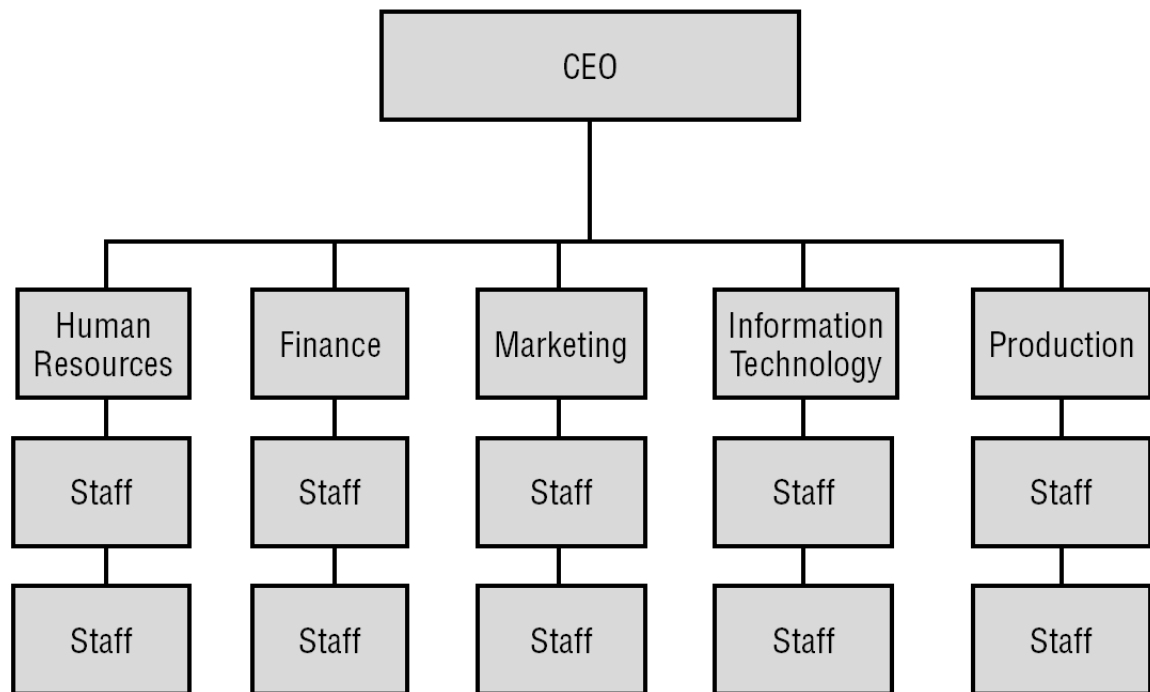 CEO
Human
Resources
Finance
Marketing
Information
Technology
Production
Staff
Staff
Staff
Staff
Staff
Staff
Staff
Staff
Staff
Staff